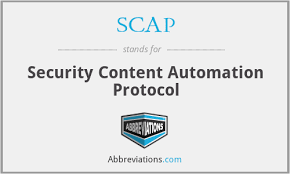 SCAP
stands for
Security Content Automation
Protocol
ABBREVIATIONS
Abbreviations.com